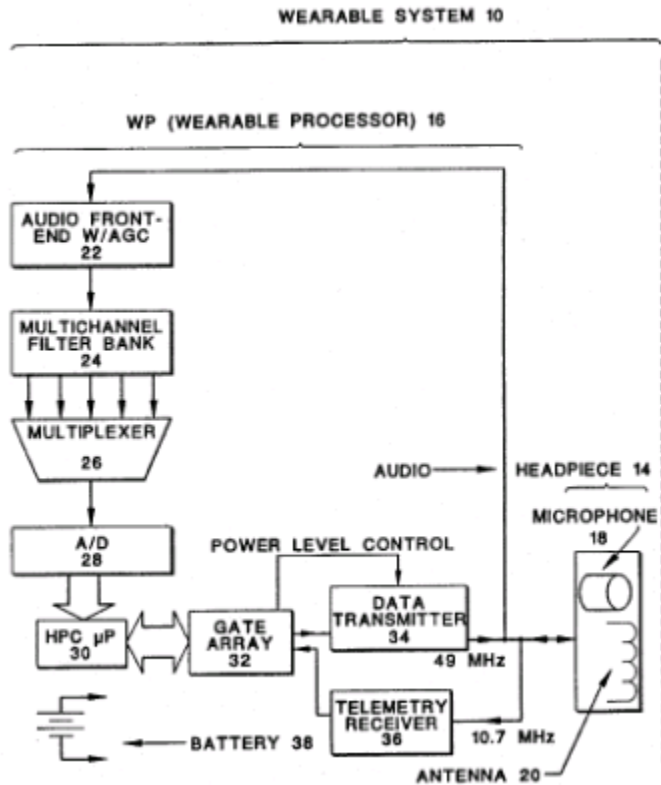 WEARABLE SYSTEM 10
WP (WEARABLE PROCESSOR) 16
AUDIO FRONT-
END W/AGC
22
MULTICHANNEL
FILTER BANK
24
MULTIPLEXER
26
AUDIO
HEADPIECE 14
MICROPHONE
18
A/D
28
POWER LEVEL CONTROL
HPC µP
30
GATE
ARRAY
32
DATA
TRANSMITTER
34
49 MHz
TELEMETRY
RECEIVER
36
10.7 MHz
BATTERY 38
ANTENNA 20